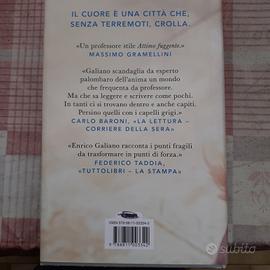 IL CUORE È UNA CITTÀ CHE,
SENZA TERREMOTI, CROLLA.
«Un professore stile Attimo fuggente.»
MASSIMO GRAMELLINI
«Galiano scandaglia da esperto
palombaro dell'anima un mondo
che frequenta da professore.
Ma che sa leggere e scrivere come pochi.
In tanti ci si trovano dentro e anche capiti.
Persino quelli con i capelli grigi.»
CARLO BARONI, «LA LETTURA –
CORRIERE DELLA SERA»
«Enrico Galiano racconta i punti fragili
da trasformare in punti di forza.»
FEDERICO TADDIA,
«TUTTOLIBRI – LA STAMPA»
subito